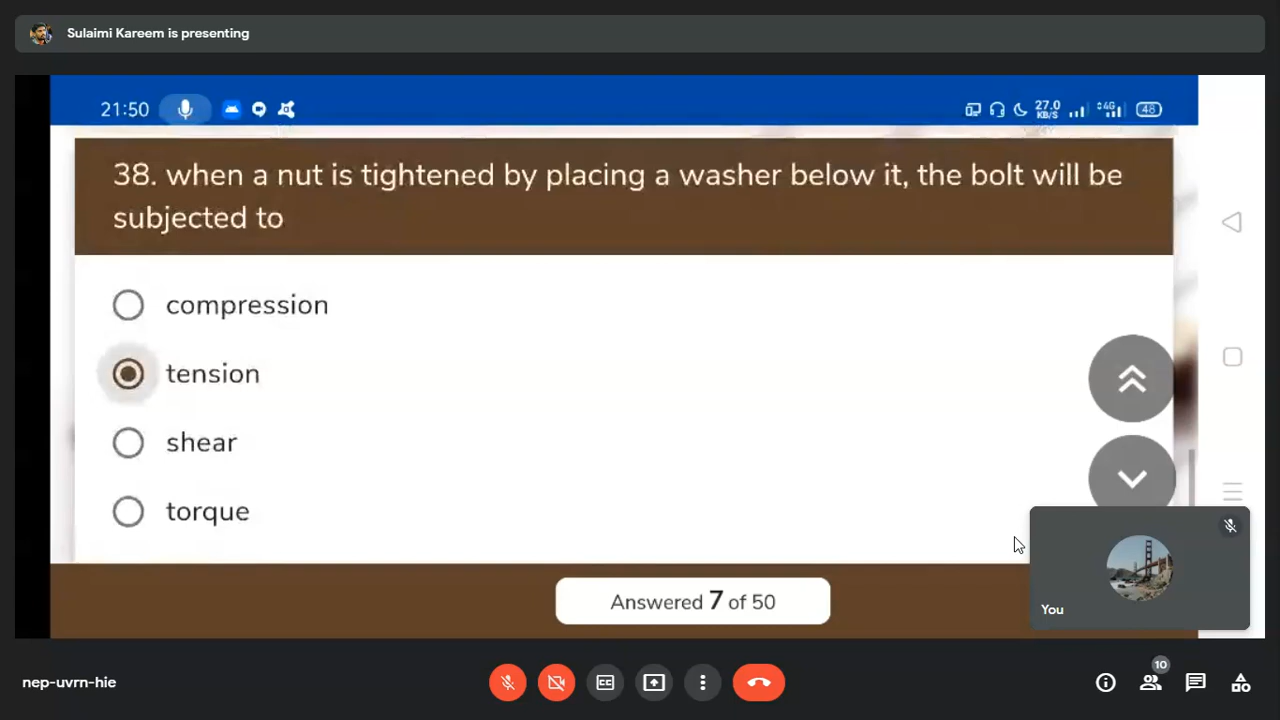 Sulaimi Kareem is presenting
21:50
27.0
KB/S
4G
48
38. when a nut is tightened by placing a washer below it, the bolt will be
subjected to
compression
tension
shear
torque
Answered 7 of 50
You
nep-uvrn-hie
CC
10